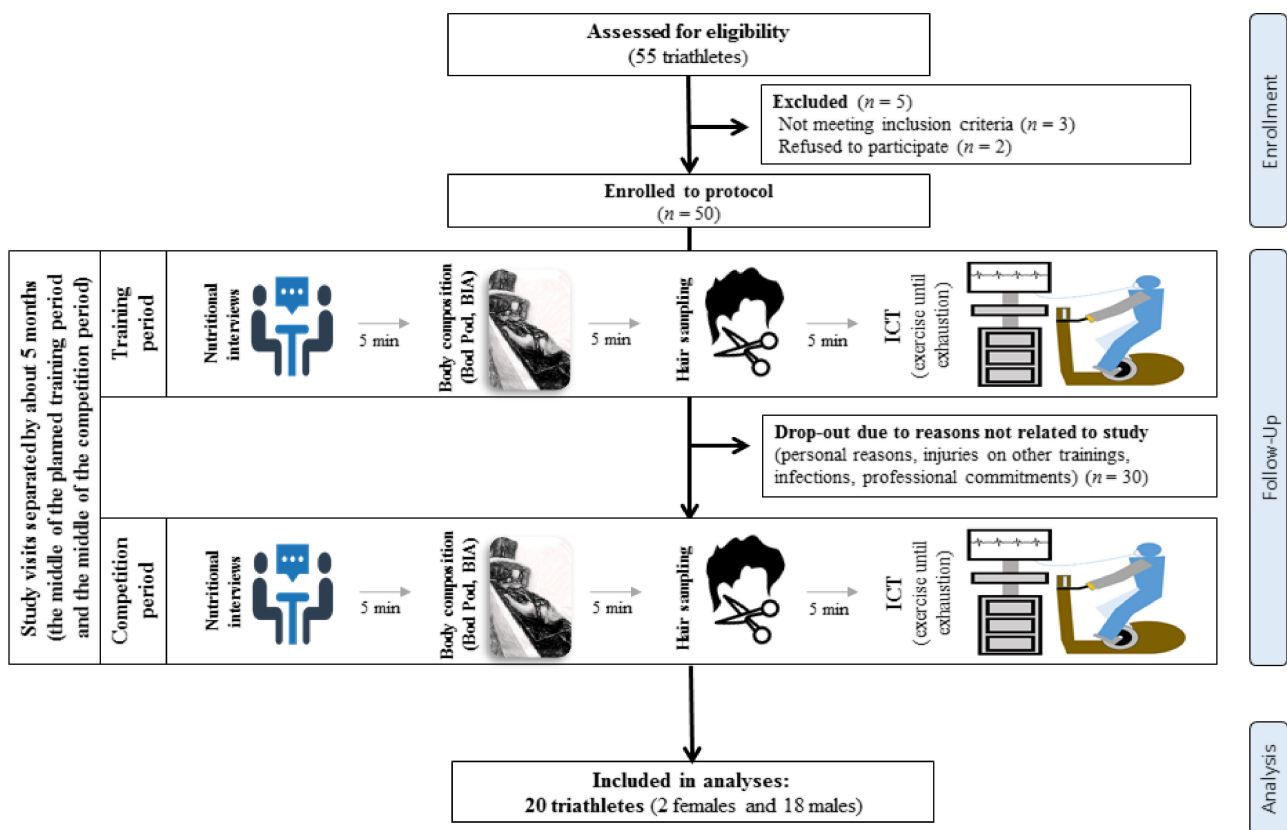 Assessed for eligibility
(55 triathletes)
Excluded (n = 5)
Not meeting inclusion criteria (n = 3)
Refused to participate (n = 2)
Enrolled to protocol
(n = 50)
Enrollment
Study visits separated by about 5 months
(the middle of the planned training period
and the middle of the competition period)
Training
period
Nutritional
interviews
5 min
Body composition
(Bod Pod, BIA)
5 min
Hair sampling
5 min
ICT
(exercise until
exhaustion)
Drop-out due to reasons not related to study
(personal reasons, injuries on other trainings,
infections, professional commitments) (n = 30)
Follow-Up
Competition
period
Nutritional
interviews
5 min
Body composition
(Bod Pod, BIA)
5 min
Hair sampling
5 min
ICT
(exercise until
exhaustion)
Included in analyses:
20 triathletes (2 females and 18 males)
Analysis